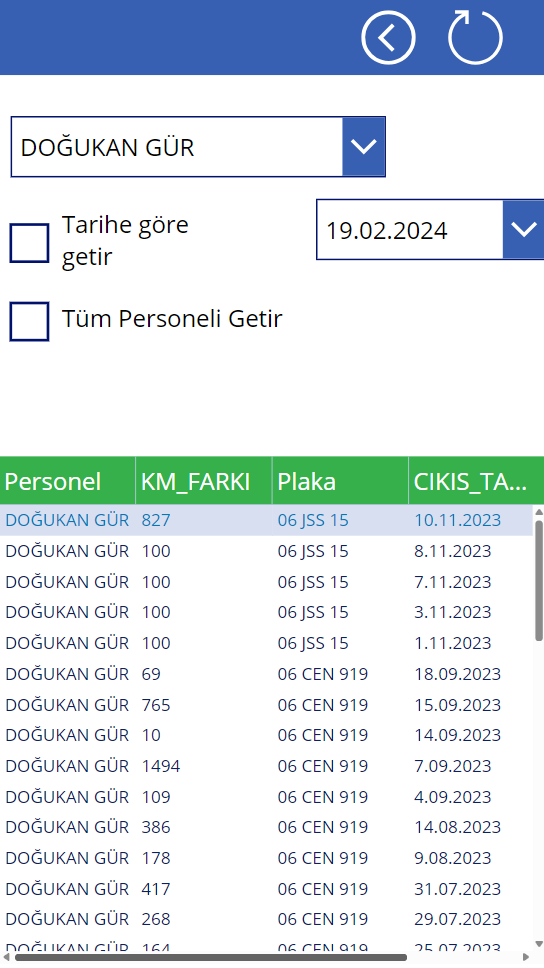 DOĞUKAN GÜR
Tarihe göre
getir
19.02.2024
Tüm Personeli Getir
Personel KM_FARKI Plaka CIKIS_TA...
DOĞUKAN GÜR 827 06 JSS 15 10.11.2023
DOĞUKAN GÜR 100 06 JSS 15 8.11.2023
DOĞUKAN GÜR 100 06 JSS 15 7.11.2023
DOĞUKAN GÜR 100 06 JSS 15 3.11.2023
DOĞUKAN GÜR 100 06 JSS 15 1.11.2023
DOĞUKAN GÜR 69 06 CEN 919 18.09.2023
DOĞUKAN GÜR 765 06 CEN 919 15.09.2023
DOĞUKAN GÜR 10 06 CEN 919 14.09.2023
DOĞUKAN GÜR 1494 06 CEN 919 7.09.2023
DOĞUKAN GÜR 109 06 CEN 919 4.09.2023
DOĞUKAN GÜR 386 06 CEN 919 14.08.2023
DOĞUKAN GÜR 178 06 CEN 919 9.08.2023
DOĞUKAN GÜR 417 06 CEN 919 31.07.2023
DOĞUKAN GÜR 268 06 CEN 919 29.07.2023
DOĞUKAN GÜR 164 06 CEN 919 25.07.2023